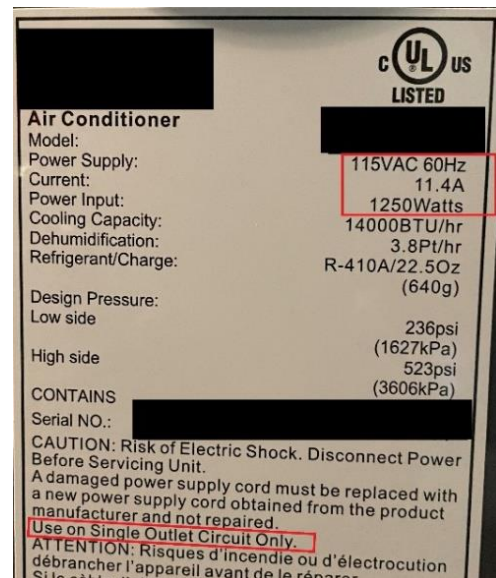 C UL US
®
LISTED
Air Conditioner
Model:
Power Supply: 115VAC 60Hz
Current: 11.4A
Power Input: 1250Watts
Cooling Capacity: 14000BTU/hr
Dehumidification: 3.8Pt/hr
Refrigerant/Charge: R-410A/22.5Oz
(640g)
Design Pressure:
Low side 236psi
(1627kPa)
High side 523psi
(3606kPa)
CONTAINS
Serial NO.:
CAUTION: Risk of Electric Shock. Disconnect Power
Before Servicing Unit.
A damaged power supply cord must be replaced with
a new power supply cord obtained from the product
manufacturer and not repaired.
Use on Single Outlet Circuit Only.
ATTENTION: Risques d'incendie ou d'électrocution
débrancher l'appareil avant de le réparer